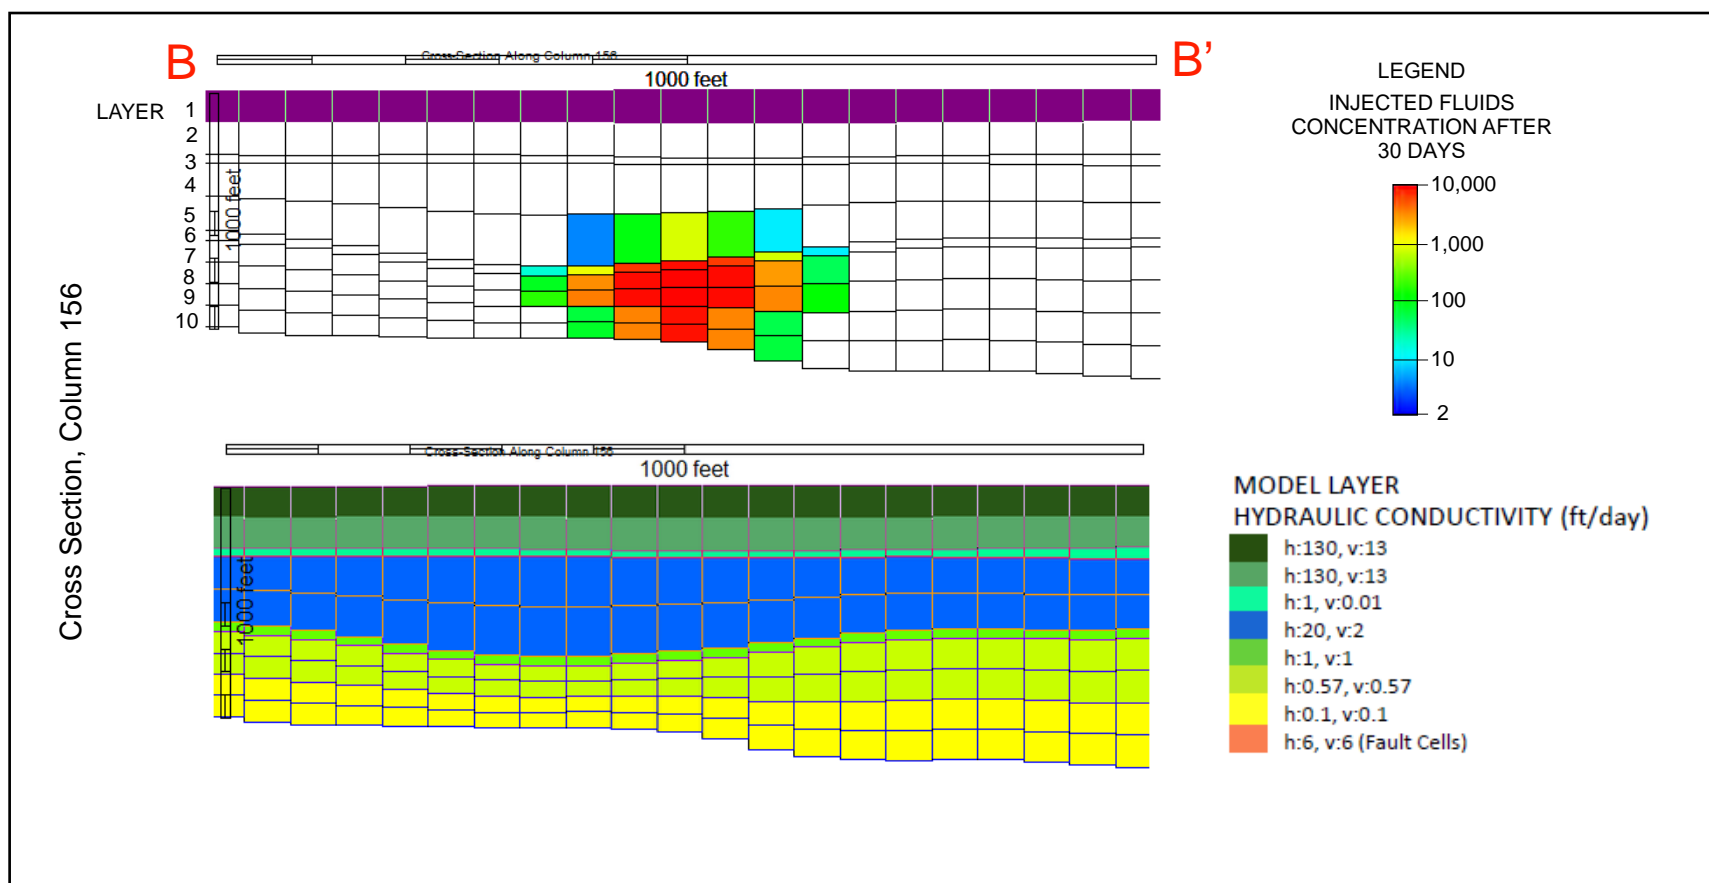 B
Cross-Section Along Column 156
B’
1000 feet
LAYER
1
2
3
4
5
6
7
8
9
10
1000 feet
LEGEND
INJECTED FLUIDS
CONCENTRATION AFTER
30 DAYS
10,000
1,000
100
10
2
Cross Section, Column 156
Cross-Section Along Column 156
1000 feet
1000 feet
MODEL LAYER
HYDRAULIC CONDUCTIVITY (ft/day)
h:130, v:13
h:130, v:13
h:1, v:0.01
h:20, v:2
h:1, v:1
h:0.57, v:0.57
h:0.1, v:0.1
h:6, v:6 (Fault Cells)